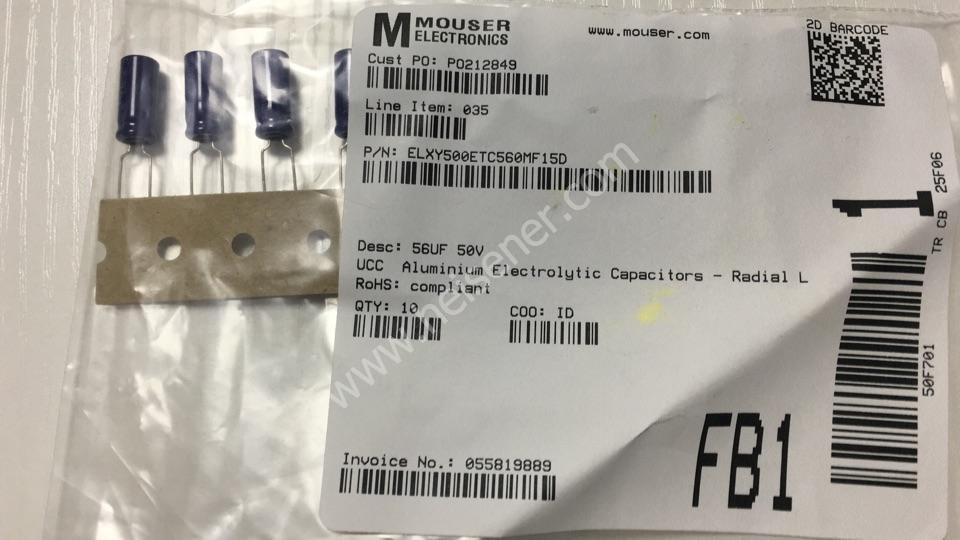 MOUSER
ELECTRONICS
www.mouser.com
2D BARCODE
Cust PO: PO212849
Line Item: 035
P/N: ELXY500ETC560MF15D
Desc: 56UF 50V
UCC Aluminium Electrolytic Capacitors - Radial L
RoHS: compliant
QTY: 10
COO: ID
Invoice No.: 055819889
FB1
1
TR CB 25F06
50F701